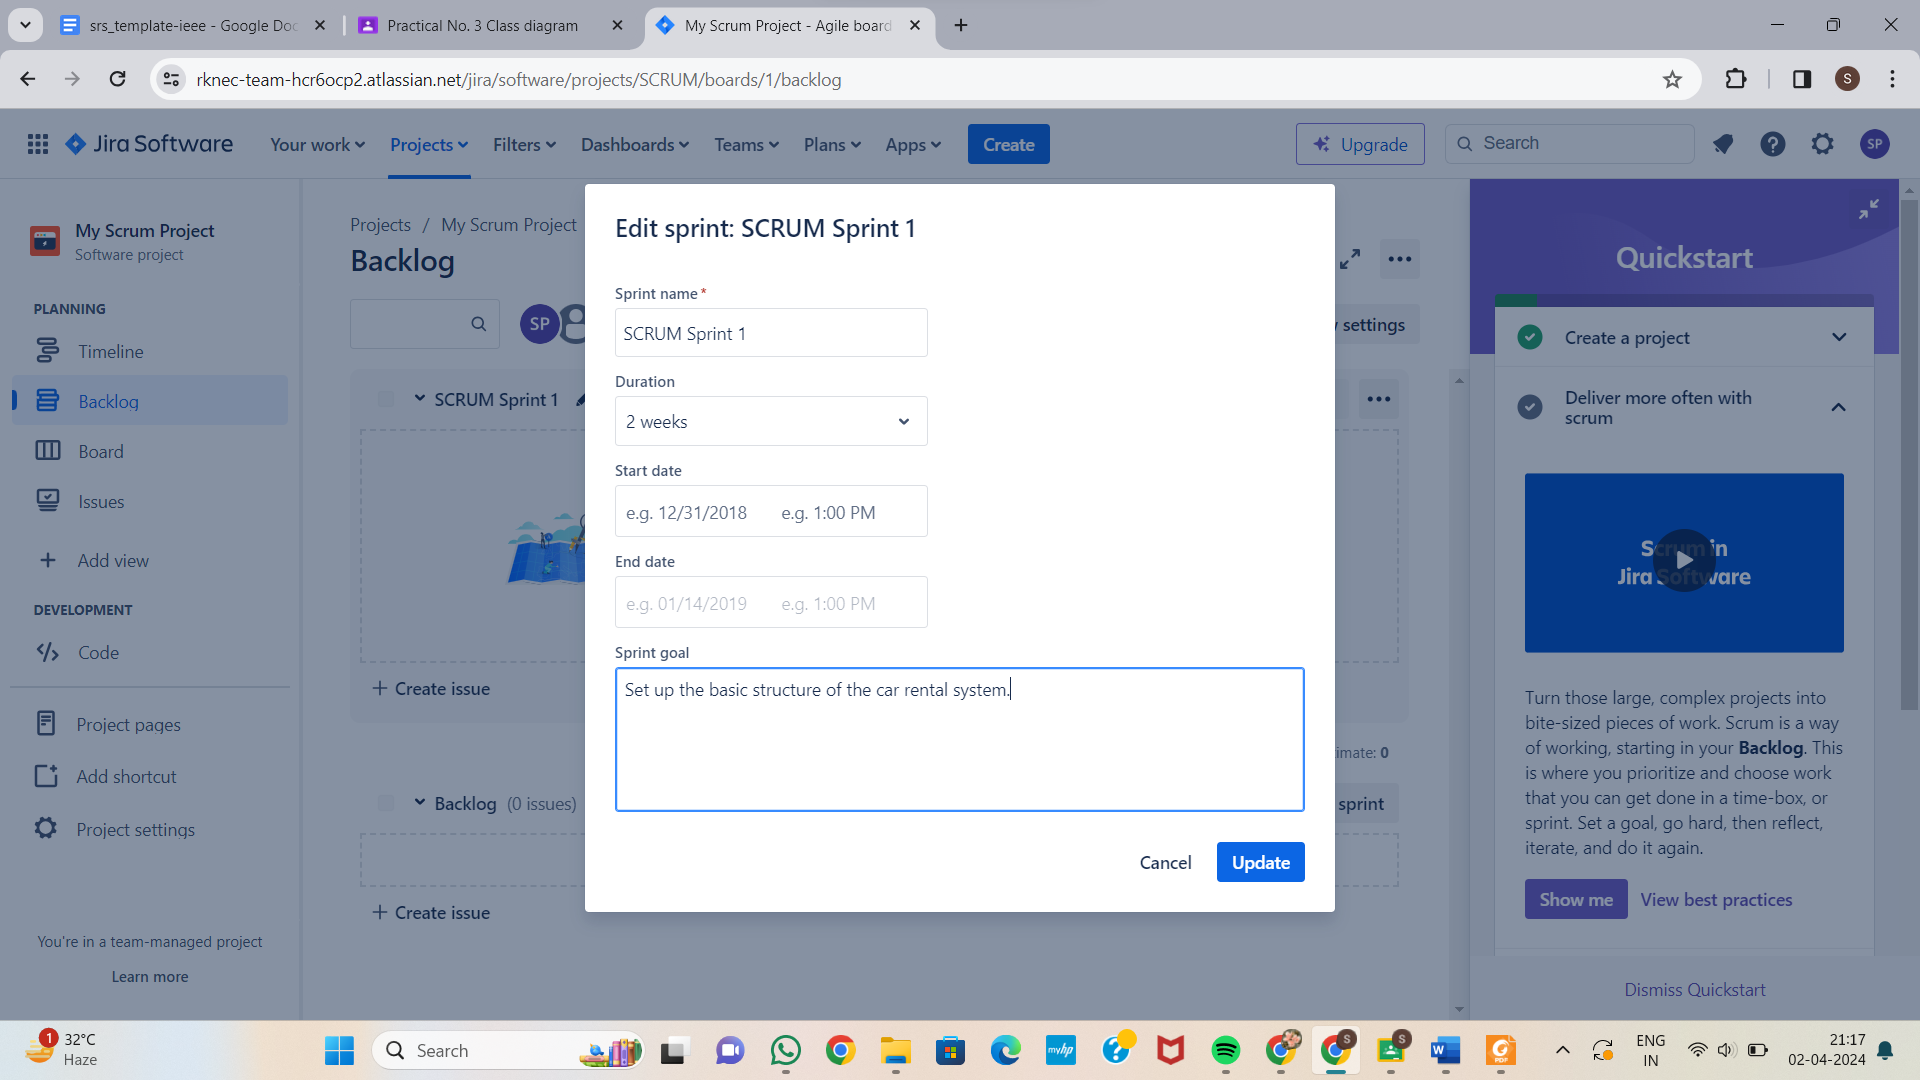 srs_template-ieee - Google Doc
Practical No. 3 Class diagram
My Scrum Project - Agile board
rknec-team-hcr6ocp2.atlassian.net/jira/software/projects/SCRUM/boards/1/backlog
S
Jira Software
Your work
Projects
Filters
Dashboards
Teams
Plans
Apps
Create
Upgrade
Search
SP
My Scrum Project
Software project
PLANNING
Timeline
Backlog
Board
Issues
Add view
DEVELOPMENT
Code
Project pages
Add shortcut
Project settings
You're in a team-managed project
Learn more
Projects / My Scrum Project
Backlog
SP
settings
SCRUM Sprint 1
Create issue
imate: 0
Backlog (0 issues)
sprint
Create issue
Edit sprint: SCRUM Sprint 1
Sprint name*
SCRUM Sprint 1
Duration
2 weeks
Start date
e.g. 12/31/2018 e.g. 1:00 PM
End date
e.g. 01/14/2019 e.g. 1:00 PM
Sprint goal
Set up the basic structure of the car rental system.
Cancel
Update
Quickstart
Create a project
Deliver more often with
scrum
Scrum in
Jira Software
Turn those large, complex projects into
bite-sized pieces of work. Scrum is a way
of working, starting in your Backlog. This
is where you prioritize and choose work
that you can get done in a time-box, or
sprint. Set a goal, go hard, then reflect,
iterate, and do it again.
Show me
View best practices
Dismiss Quickstart
1
32°C
Haze
Search
myhp
S
S
W
PDF
ENG
IN
21:17
02-04-2024